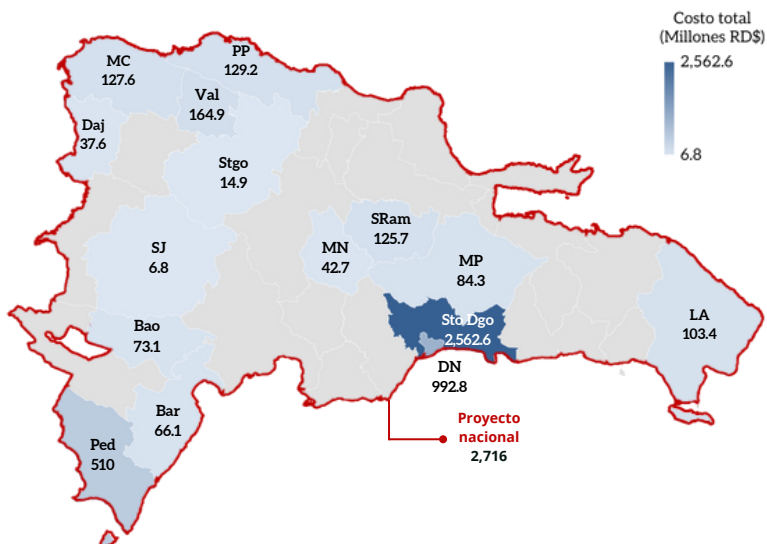 Costo total
(Millones RD$)
2,562.6
6.8
MC
127.6
PP
129.2
Val
164.9
Daj
37.6
Stgo
14.9
SRam
125.7
SJ
6.8
MN
42.7
MP
84.3
Sto Dgo
2,562.6
LA
103.4
Bao
73.1
DN
992.8
Bar
66.1
Ped
510
Proyecto
nacional
2,716